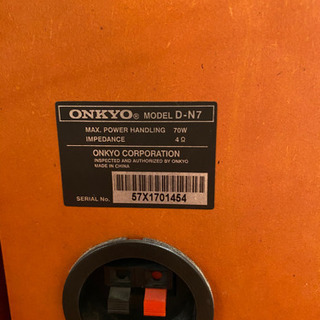 ONKYO® MODEL D-N7
MAX. POWER HANDLING 70W
IMPEDANCE 4 Ω
ONKYO CORPORATION
INSPECTED AND AUTHORIZED BY ONKYO
MADE IN CHINA
SERIAL No. 57X1701454